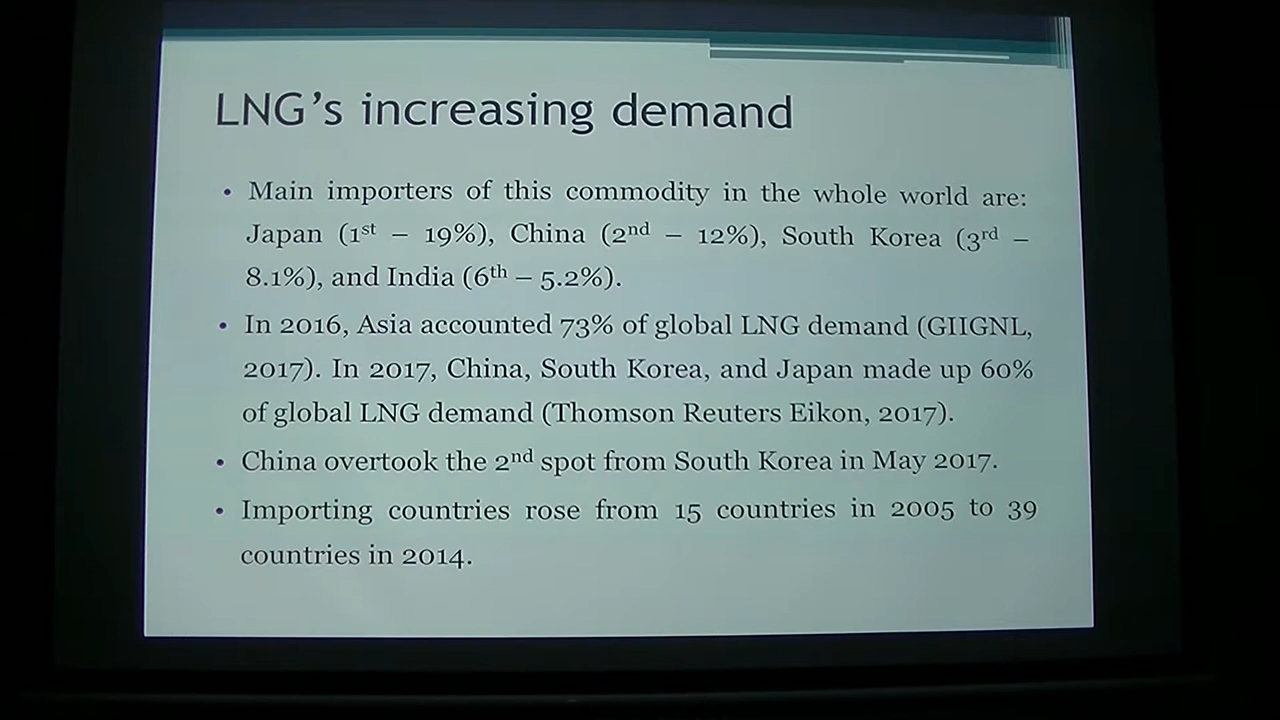 LNG's increasing demand
• Main importers of this commodity in the whole world are:
Japan (1st – 19%), China (2nd – 12%), South Korea (3rd –
8.1%), and India (6th – 5.2%).
• In 2016, Asia accounted 73% of global LNG demand (GIIGNL,
2017). In 2017, China, South Korea, and Japan made up 60%
of global LNG demand (Thomson Reuters Eikon, 2017).
• China overtook the 2nd spot from South Korea in May 2017.
• Importing countries rose from 15 countries in 2005 to 39
countries in 2014.